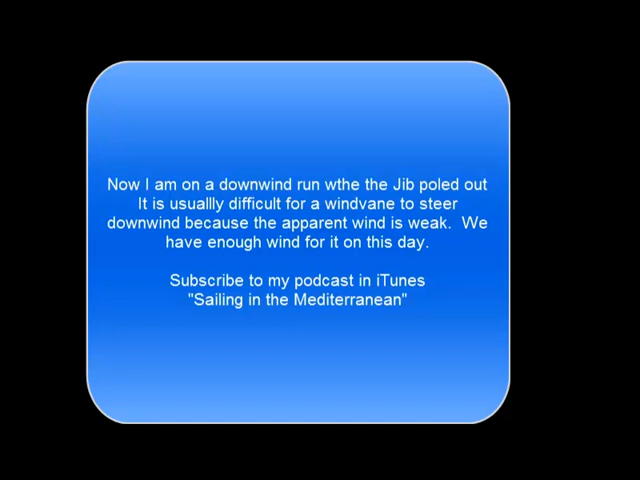 Now I am on a downwind run wthe the Jib poled out
It is usuallly difficult for a windvane to steer
downwind because the apparent wind is weak.  We
have enough wind for it on this day.
Subscribe to my podcast in iTunes
"Sailing in the Mediterranean"